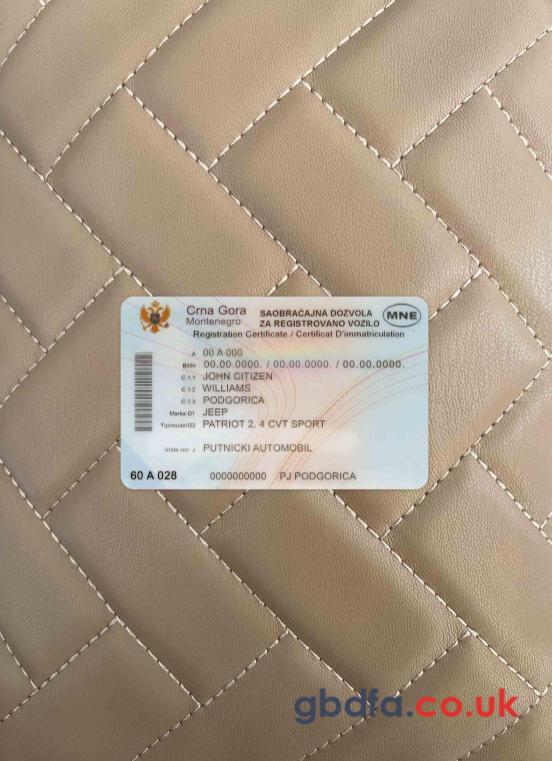 Crna Gora
Montenegro
SAOBRAĆAJNA DOZVOLA
ZA REGISTROVANO VOZILO
MNE
Registration Certificate / Certificat D'immatriculation
A 00 A 000
B/I/H 00.00.0000. / 00.00.0000. / 00.00.0000.
C.1.1 JOHN CITIZEN
C.1.2 WILLIAMS
C.1.3 PODGORICA
Marka D1 JEEP
Tip/model D2 PATRIOT 2. 4 CVT SPORT
Vrsta voz. J PUTNICKI AUTOMOBIL
60 A 028 0000000000 PJ PODGORICA
gbdfa.co.uk